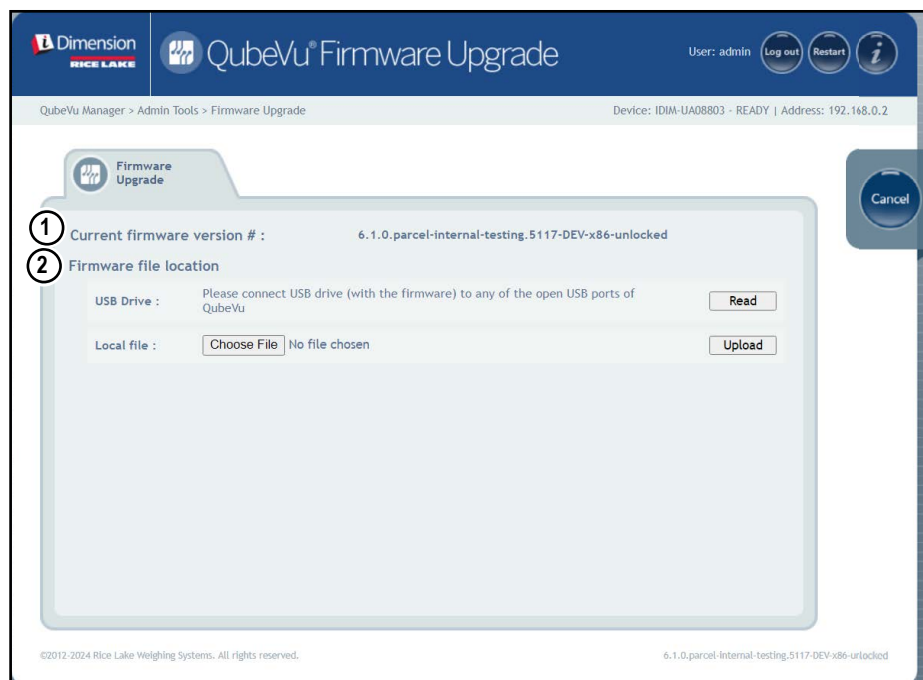 iDimension
RICE LAKE
QubeVu® Firmware Upgrade
User: admin
Log out
Restart
i
QubeVu Manager > Admin Tools > Firmware Upgrade
Device: IDIM-UA08803 - READY | Address: 192.168.0.2
Firmware
Upgrade
Cancel
1
Current firmware version # : 6.1.0.parcel-internal-testing.5117-DEV-x86-unlocked
2
Firmware file location
USB Drive : Please connect USB drive (with the firmware) to any of the open USB ports of
QubeVu
Read
Local file : Choose File No file chosen Upload
©2012-2024 Rice Lake Weighing Systems. All rights reserved.
6.1.0.parcel-internal-testing.5117-DEV-x86-unlocked